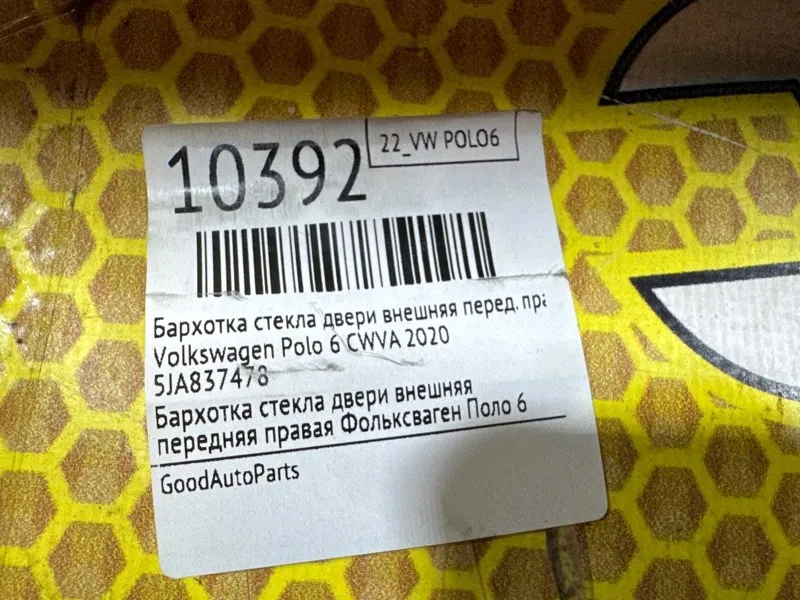 10392
22_VW POLO6
Бархотка стекла двери внешняя перед. пра
Volkswagen Polo 6 CWVA 2020
5JA837478
Бархотка стекла двери внешняя
передняя правая Фольксваген Поло 6
GoodAutoParts